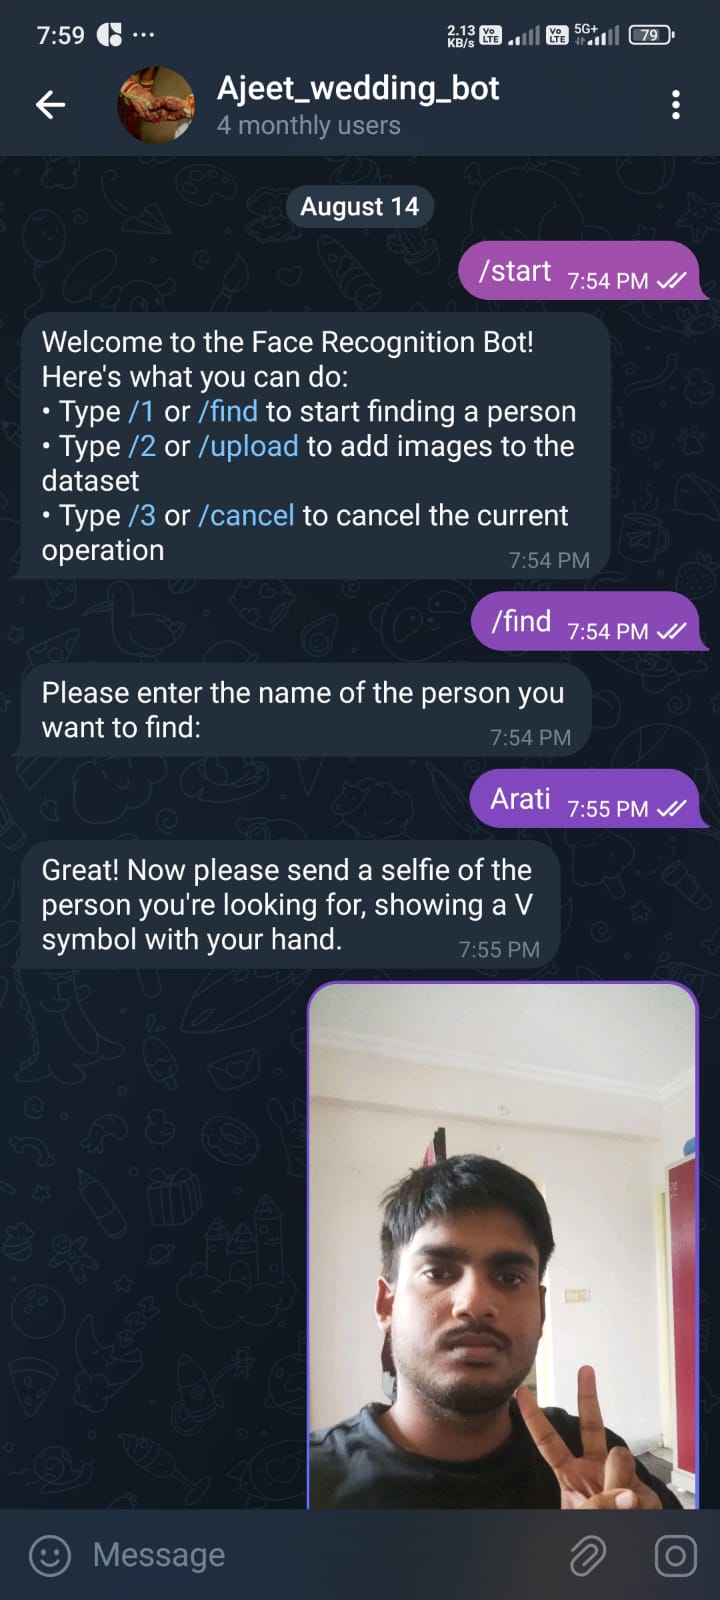 7:59 ...
2.13
KB/s
Vo
LTE
Vo
LTE
5G+
79
Ajeet_wedding_bot
4 monthly users
August 14
/start 7:54 PM
Welcome to the Face Recognition Bot!
Here's what you can do:
• Type /1 or /find to start finding a person
• Type /2 or /upload to add images to the
dataset
• Type /3 or /cancel to cancel the current
operation 7:54 PM
/find 7:54 PM
Please enter the name of the person you
want to find: 7:54 PM
Arati 7:55 PM
Great! Now please send a selfie of the
person you're looking for, showing a V
symbol with your hand. 7:55 PM
Message